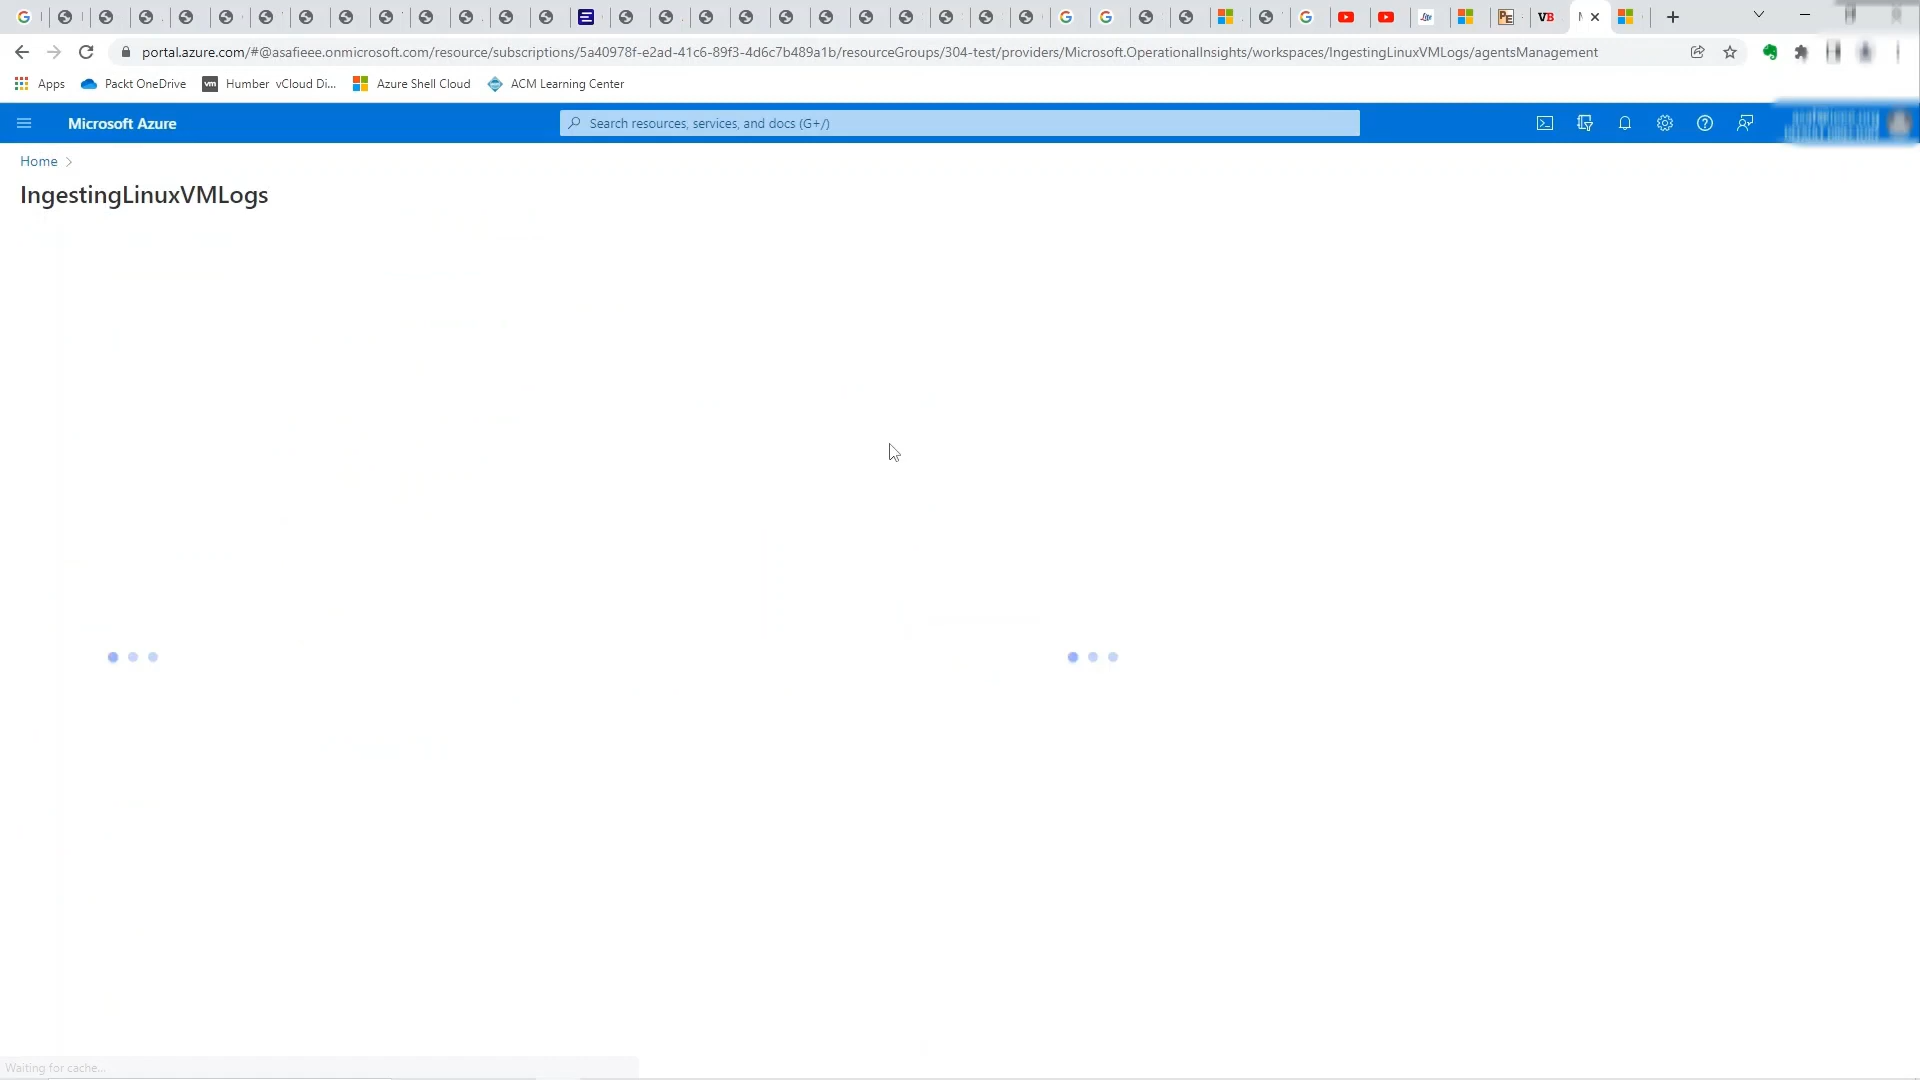 VB
portal.azure.com/#@asafieee.onmicrosoft.com/resource/subscriptions/5a40978f-e2ad-41c6-89f3-4d6c7b489a1b/resourceGroups/304-test/providers/Microsoft.OperationalInsights/workspaces/IngestingLinuxVMLogs/agentsManagement
Apps
Packt OneDrive
vm
Humber vCloud Di...
Azure Shell Cloud
ACM Learning Center
Microsoft Azure
Search resources, services, and docs (G+/)
Home
IngestingLinuxVMLogs
Waiting for cache...